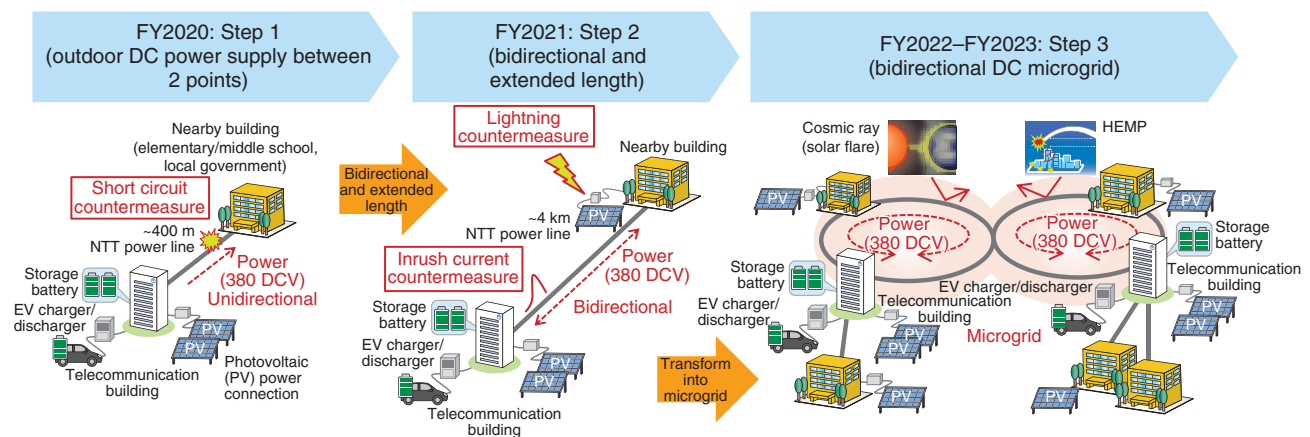 FY2020: Step 1
(outdoor DC power supply between
2 points)
FY2021: Step 2
(bidirectional and
extended length)
FY2022–FY2023: Step 3
(bidirectional DC microgrid)
Nearby building
(elementary/middle school,
local government)
Short circuit
countermeasure
~400 m
NTT power line
Power
(380 DCV)
Unidirectional
Storage
battery
EV charger/
discharger
PV
PV
Telecommunication
building
Photovoltaic
(PV) power
connection
Bidirectional
and extended
length
Lightning
countermeasure
Nearby building
PV
~4 km
NTT power line
Inrush current
countermeasure
Power
(380 DCV)
Bidirectional
Storage
battery
EV charger/
discharger
PV
PV
Telecommunication
building
Transform
into
microgrid
Cosmic ray
(solar flare)
HEMP
PV
PV
Power
(380 DCV)
Power
(380 DCV)
Storage
battery
Storage
battery
EV charger/
discharger
Telecommunication
building
EV charger/discharger
Telecommunication
building
PV
PV
PV
PV
Microgrid
PV
PV